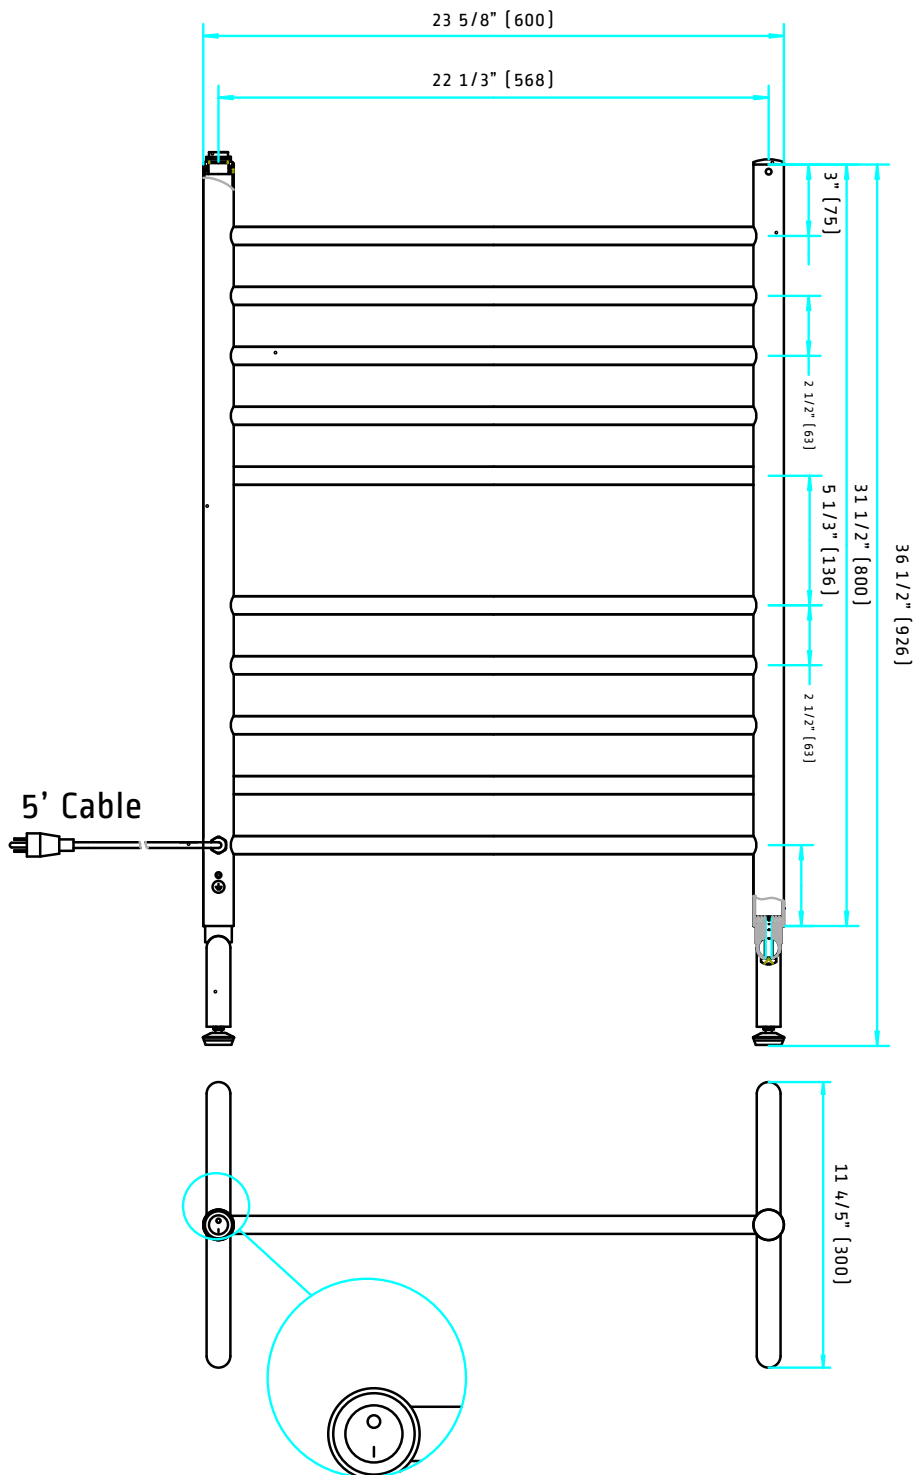 23 5/8” [600]
22 1/3” [568]
3” [75]
2 1/2” [63]
5 1/3” [136]
31 1/2” [800]
36 1/2” [926]
2 1/2” [63]
5’ Cable
11 4/5” [300]